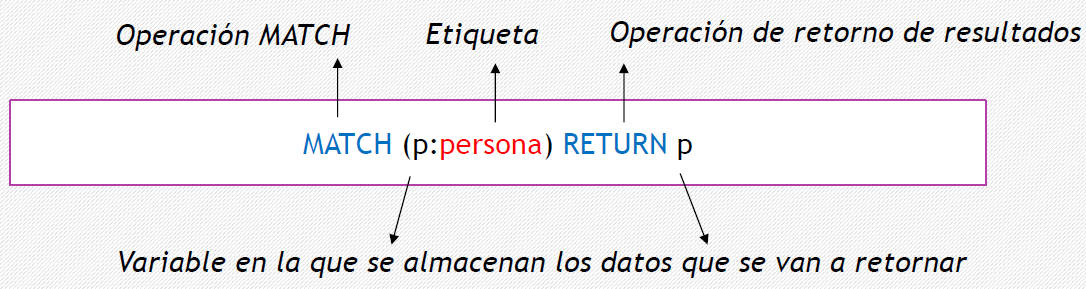 Operación MATCH Etiqueta Operación de retorno de resultados
MATCH (p:persona) RETURN p
Variable en la que se almacenan los datos que se van a retornar